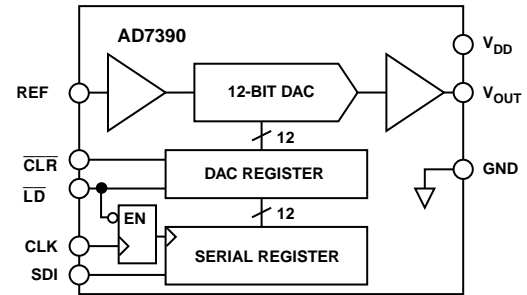 AD7390
V_DD
REF
12-BIT DAC
V_OUT
12
CLR
DAC REGISTER
GND
LD
12
EN
CLK
SERIAL REGISTER
SDI